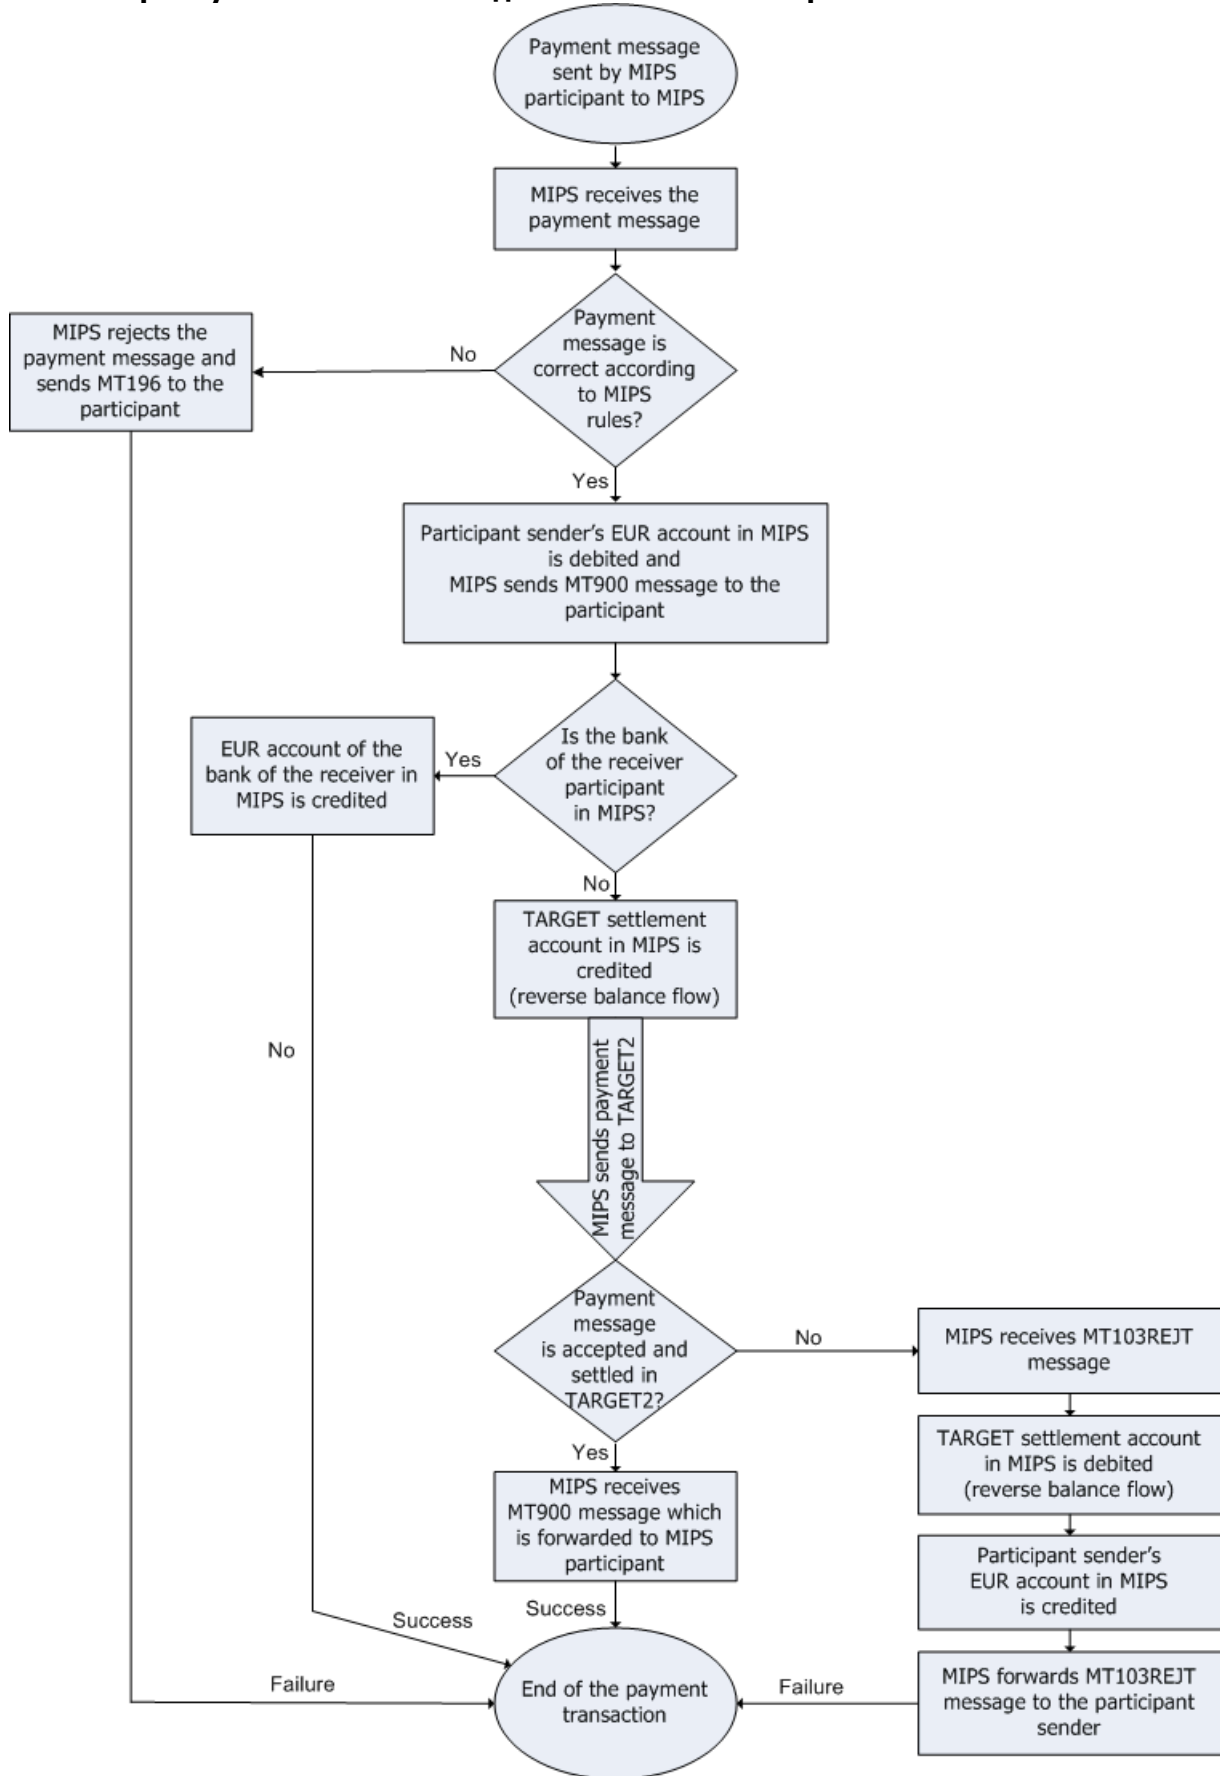 Payment message
sent by MIPS
participant to MIPS
MIPS receives the
payment message
Payment
message is
correct according
to MIPS
rules?
No
MIPS rejects the
payment message and
sends MT196 to the
participant
Yes
Participant sender's EUR account in MIPS
is debited and
MIPS sends MT900 message to the
participant
Is the bank
of the receiver
participant
in MIPS?
Yes
EUR account of the
bank of the receiver in
MIPS is credited
No
TARGET settlement
account in MIPS is
credited
(reverse balance flow)
No
MIPS sends payment
message to TARGET2
Payment
message
is accepted and
settled in
TARGET2?
No
MIPS receives MT103REJT
message
TARGET settlement account
in MIPS is debited
(reverse balance flow)
Yes
MIPS receives
MT900 message which
is forwarded to MIPS
participant
Participant sender's
EUR account in MIPS
is credited
Success
Success
MIPS forwards MT103REJT
message to the participant
sender
Failure
Failure
End of the payment
transaction